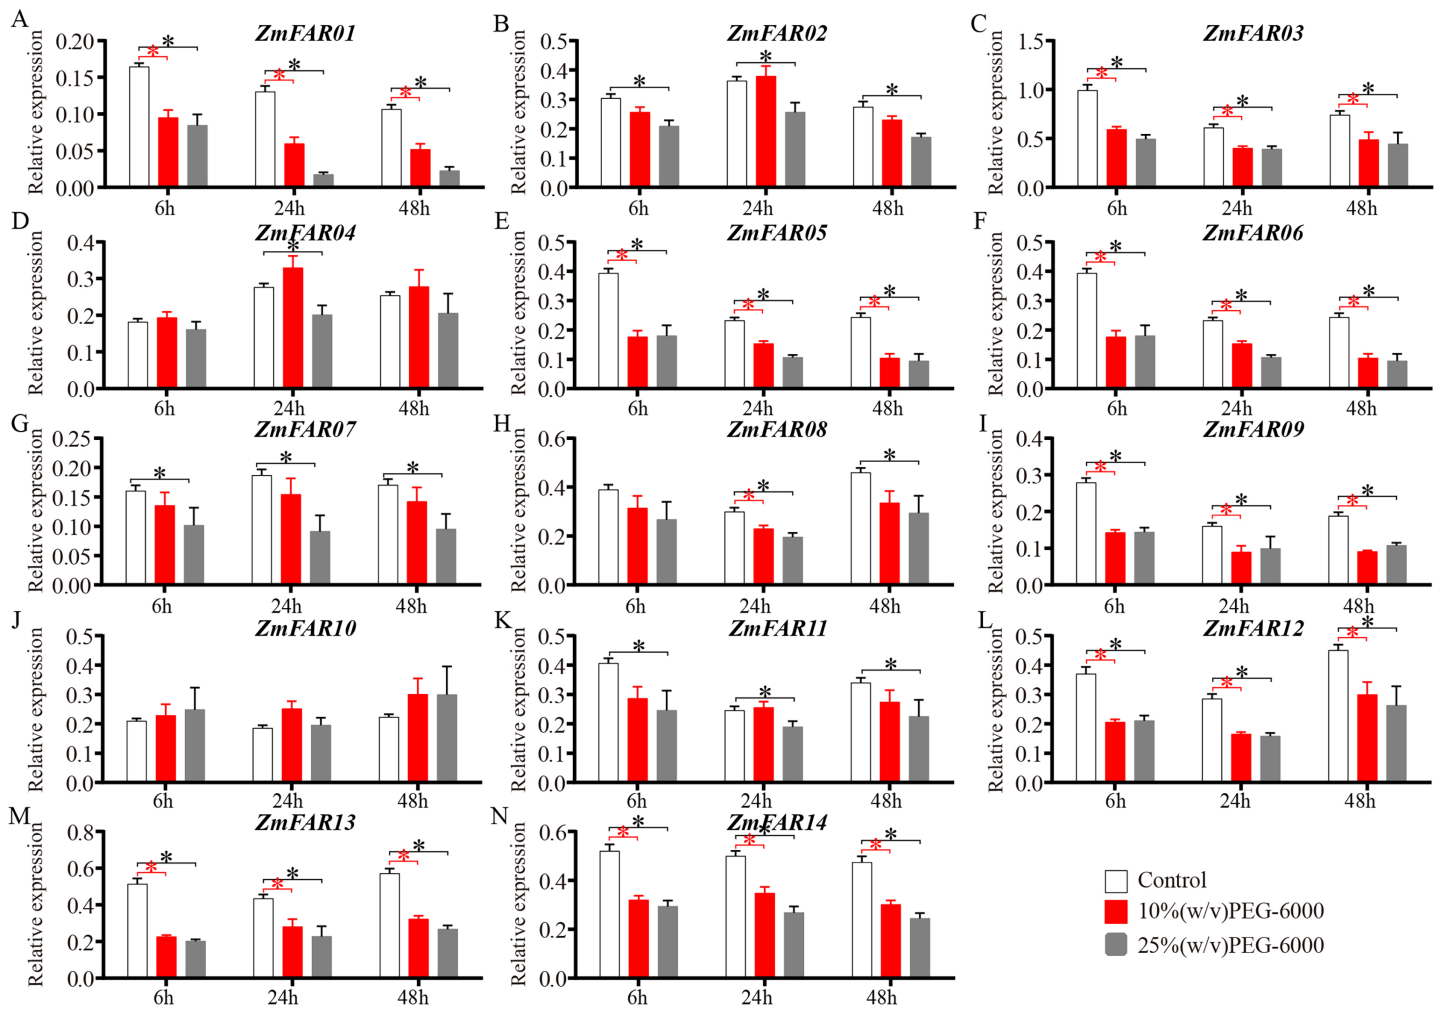 A
ZmFAR01
Relative expression
0.20
0.15
0.10
0.05
0.00
6h
24h
48h
*
*
*
*
*
*
B
ZmFAR02
Relative expression
0.5
0.4
0.3
0.2
0.1
0.0
6h
24h
48h
*
*
*
C
ZmFAR03
Relative expression
1.5
1.0
0.5
0.0
6h
24h
48h
*
*
*
*
*
*
D
ZmFAR04
Relative expression
0.4
0.3
0.2
0.1
0.0
6h
24h
48h
*
E
ZmFAR05
Relative expression
0.5
0.4
0.3
0.2
0.1
0.0
6h
24h
48h
*
*
*
*
*
*
F
ZmFAR06
Relative expression
0.5
0.4
0.3
0.2
0.1
0.0
6h
24h
48h
*
*
*
*
*
*
G
ZmFAR07
Relative expression
0.25
0.20
0.15
0.10
0.05
0.00
6h
24h
48h
*
*
*
H
ZmFAR08
Relative expression
0.6
0.4
0.2
0.0
6h
24h
48h
*
*
*
I
ZmFAR09
Relative expression
0.4
0.3
0.2
0.1
0.0
6h
24h
48h
*
*
*
*
*
*
J
ZmFAR10
Relative expression
0.5
0.4
0.3
0.2
0.1
0.0
6h
24h
48h
K
ZmFAR11
Relative expression
0.5
0.4
0.3
0.2
0.1
0.0
6h
24h
48h
*
*
*
L
ZmFAR12
Relative expression
0.5
0.4
0.3
0.2
0.1
0.0
6h
24h
48h
*
*
*
*
*
*
M
ZmFAR13
Relative expression
0.8
0.6
0.4
0.2
0.0
6h
24h
48h
*
*
*
*
*
*
N
ZmFAR14
Relative expression
0.6
0.4
0.2
0.0
6h
24h
48h
*
*
*
*
*
*
Control
10%(w/v)PEG-6000
25%(w/v)PEG-6000